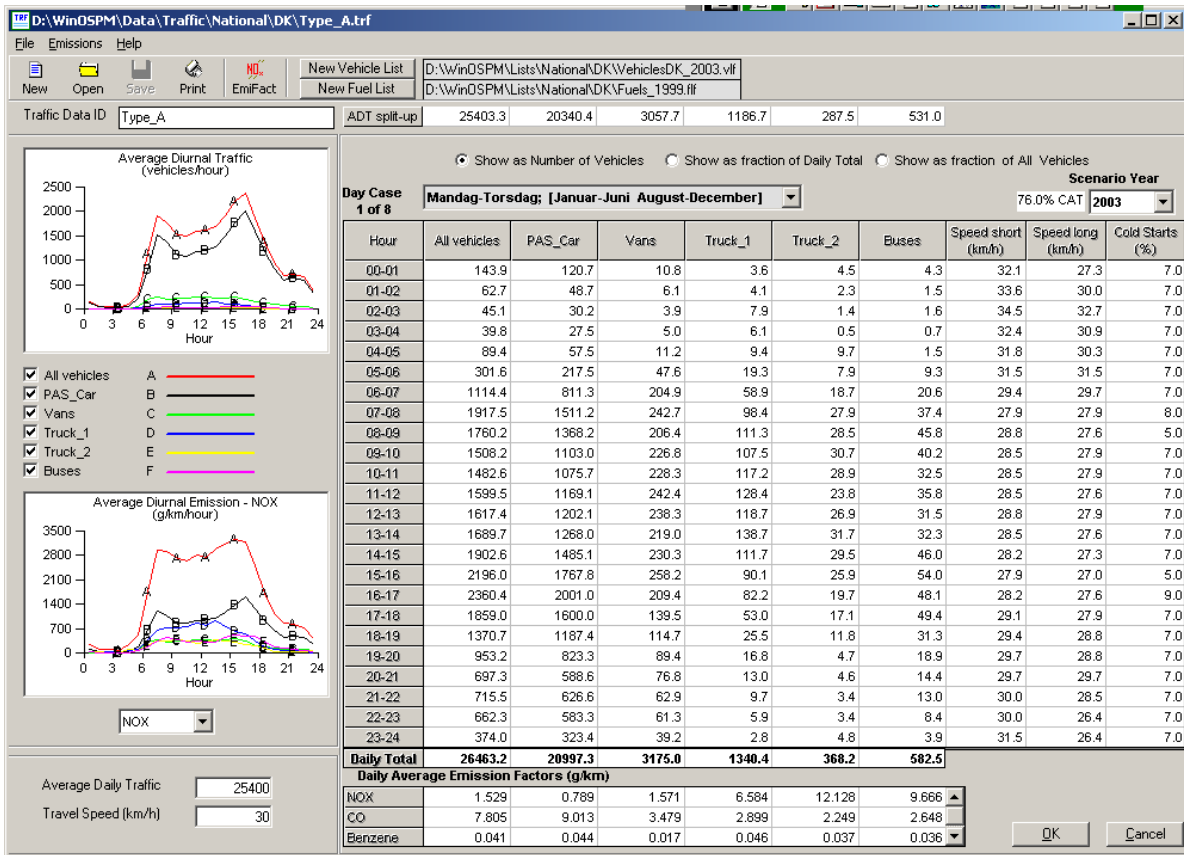 D:\WinOSPM\Data\Traffic\National\DK\Type_A.trf
File Emissions Help
New Open Save Print EmiFact
New Vehicle List D:\WinOSPM\Lists\National\DK\VehiclesDK_2003.vlf
New Fuel List D:\WinOSPM\Lists\National\DK\Fuels_1999.flf
Traffic Data ID Type_A
ADT split-up 25403.3 20340.4 3057.7 1186.7 287.5 531.0
Average Diurnal Traffic
(vehicles/hour)
2500
2000
1500
1000
500
0
0 3 6 9 12 15 18 21 24
Hour
All vehicles A
PAS_Car B
Vans C
Truck_1 D
Truck_2 E
Buses F
Average Diurnal Emission - NOX
(g/km/hour)
3500
2800
2100
1400
700
0
0 3 6 9 12 15 18 21 24
Hour
NOX
Average Daily Traffic 25400
Travel Speed (km/h) 30
Show as Number of Vehicles Show as fraction of Daily Total Show as fraction of All Vehicles
Scenario Year
Day Case
1 of 8
Mandag-Torsdag; [Januar-Juni August-December]
76.0% CAT 2003
Hour All vehicles PAS_Car Vans Truck_1 Truck_2 Buses Speed short (km/h) Speed long (km/h) Cold Starts (%)
00-01 143.9 120.7 10.8 3.6 4.5 4.3 32.1 27.3 7.0
01-02 62.7 48.7 6.1 4.1 2.3 1.5 33.6 30.0 7.0
02-03 45.1 30.2 3.9 7.9 1.4 1.6 34.5 32.7 7.0
03-04 39.8 27.5 5.0 6.1 0.5 0.7 32.4 30.9 7.0
04-05 89.4 57.5 11.2 9.4 9.7 1.5 31.8 30.3 7.0
05-06 301.6 217.5 47.6 19.3 7.9 9.3 31.5 31.5 7.0
06-07 1114.4 811.3 204.9 58.9 18.7 20.6 29.4 29.7 7.0
07-08 1917.5 1511.2 242.7 98.4 27.9 37.4 27.9 27.9 8.0
08-09 1760.2 1368.2 206.4 111.3 28.5 45.8 28.8 27.6 5.0
09-10 1508.2 1103.0 226.8 107.5 30.7 40.2 28.5 27.9 7.0
10-11 1482.6 1075.7 228.3 117.2 28.9 32.5 28.5 27.9 7.0
11-12 1599.5 1169.1 242.4 128.4 23.8 35.8 28.5 27.6 7.0
12-13 1617.4 1202.1 238.3 118.7 26.9 31.5 28.8 27.9 7.0
13-14 1689.7 1268.0 219.0 138.7 31.7 32.3 28.5 27.6 7.0
14-15 1902.6 1485.1 230.3 111.7 29.5 46.0 28.2 27.3 7.0
15-16 2196.0 1767.8 258.2 90.1 25.9 54.0 27.9 27.0 5.0
16-17 2360.4 2001.0 209.4 82.2 19.7 48.1 28.2 27.6 9.0
17-18 1859.0 1600.0 139.5 53.0 17.1 49.4 29.1 27.9 7.0
18-19 1370.7 1187.4 114.7 25.5 11.8 31.3 29.4 28.8 7.0
19-20 953.2 823.3 89.4 16.8 4.7 18.9 29.7 28.8 7.0
20-21 697.3 588.6 76.8 13.0 4.6 14.4 29.7 29.7 7.0
21-22 715.5 626.6 62.9 9.7 3.4 13.0 30.0 28.5 7.0
22-23 662.3 583.3 61.3 5.9 3.4 8.4 30.0 26.4 7.0
23-24 374.0 323.4 39.2 2.8 4.8 3.9 31.5 26.4 7.0
Daily Total 26463.2 20997.3 3175.0 1340.4 368.2 582.5
Daily Average Emission Factors (g/km)
NOX 1.529 0.789 1.571 6.584 12.128 9.666
CO 7.805 9.013 3.479 2.899 2.249 2.648
Benzene 0.041 0.044 0.017 0.046 0.037 0.036
OK Cancel